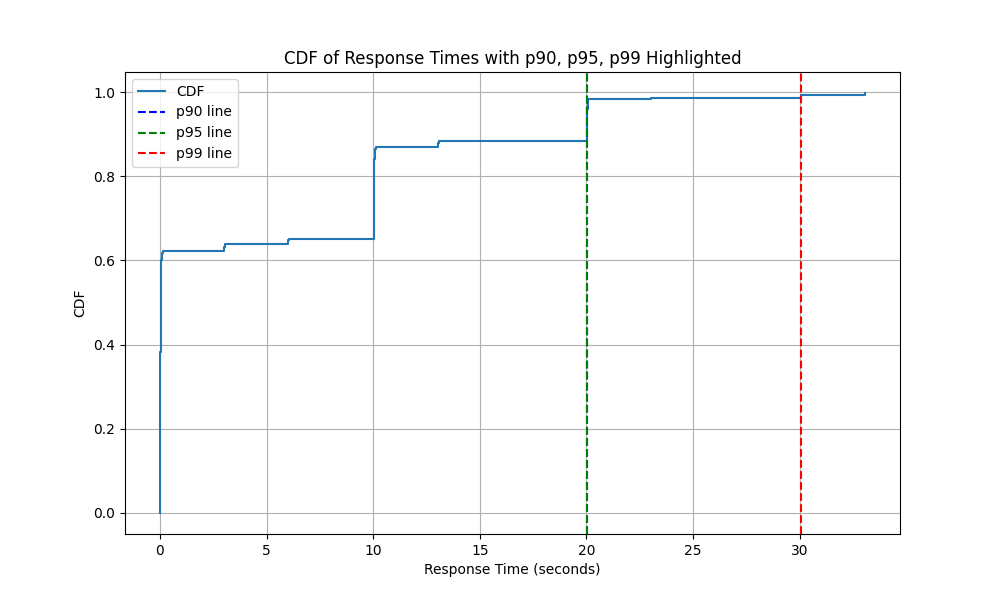 CDF of Response Times with p90, p95, p99 Highlighted
CDF
p90 line
p95 line
p99 line
1.0
0.8
0.6
0.4
0.2
0.0
CDF
0 5 10 15 20 25 30
Response Time (seconds)